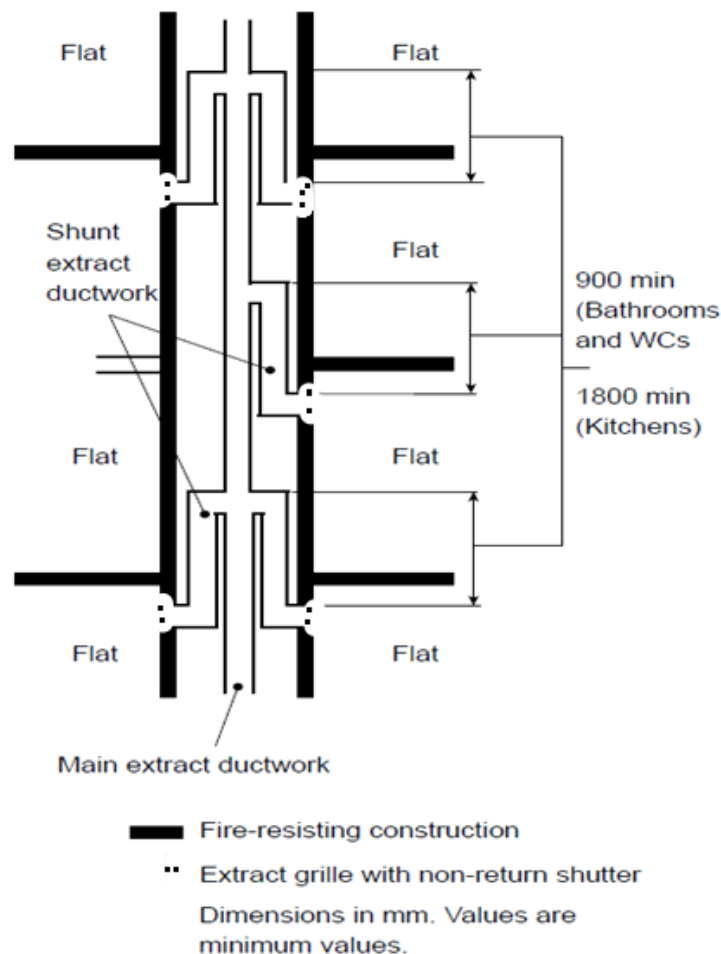 Flat
Flat
Shunt
extract
ductwork
Flat
900 min
(Bathrooms
and WCs
1800 min
(Kitchens)
Flat
Flat
Flat
Flat
Main extract ductwork
Fire-resisting construction
Extract grille with non-return shutter
Dimensions in mm. Values are
minimum values.